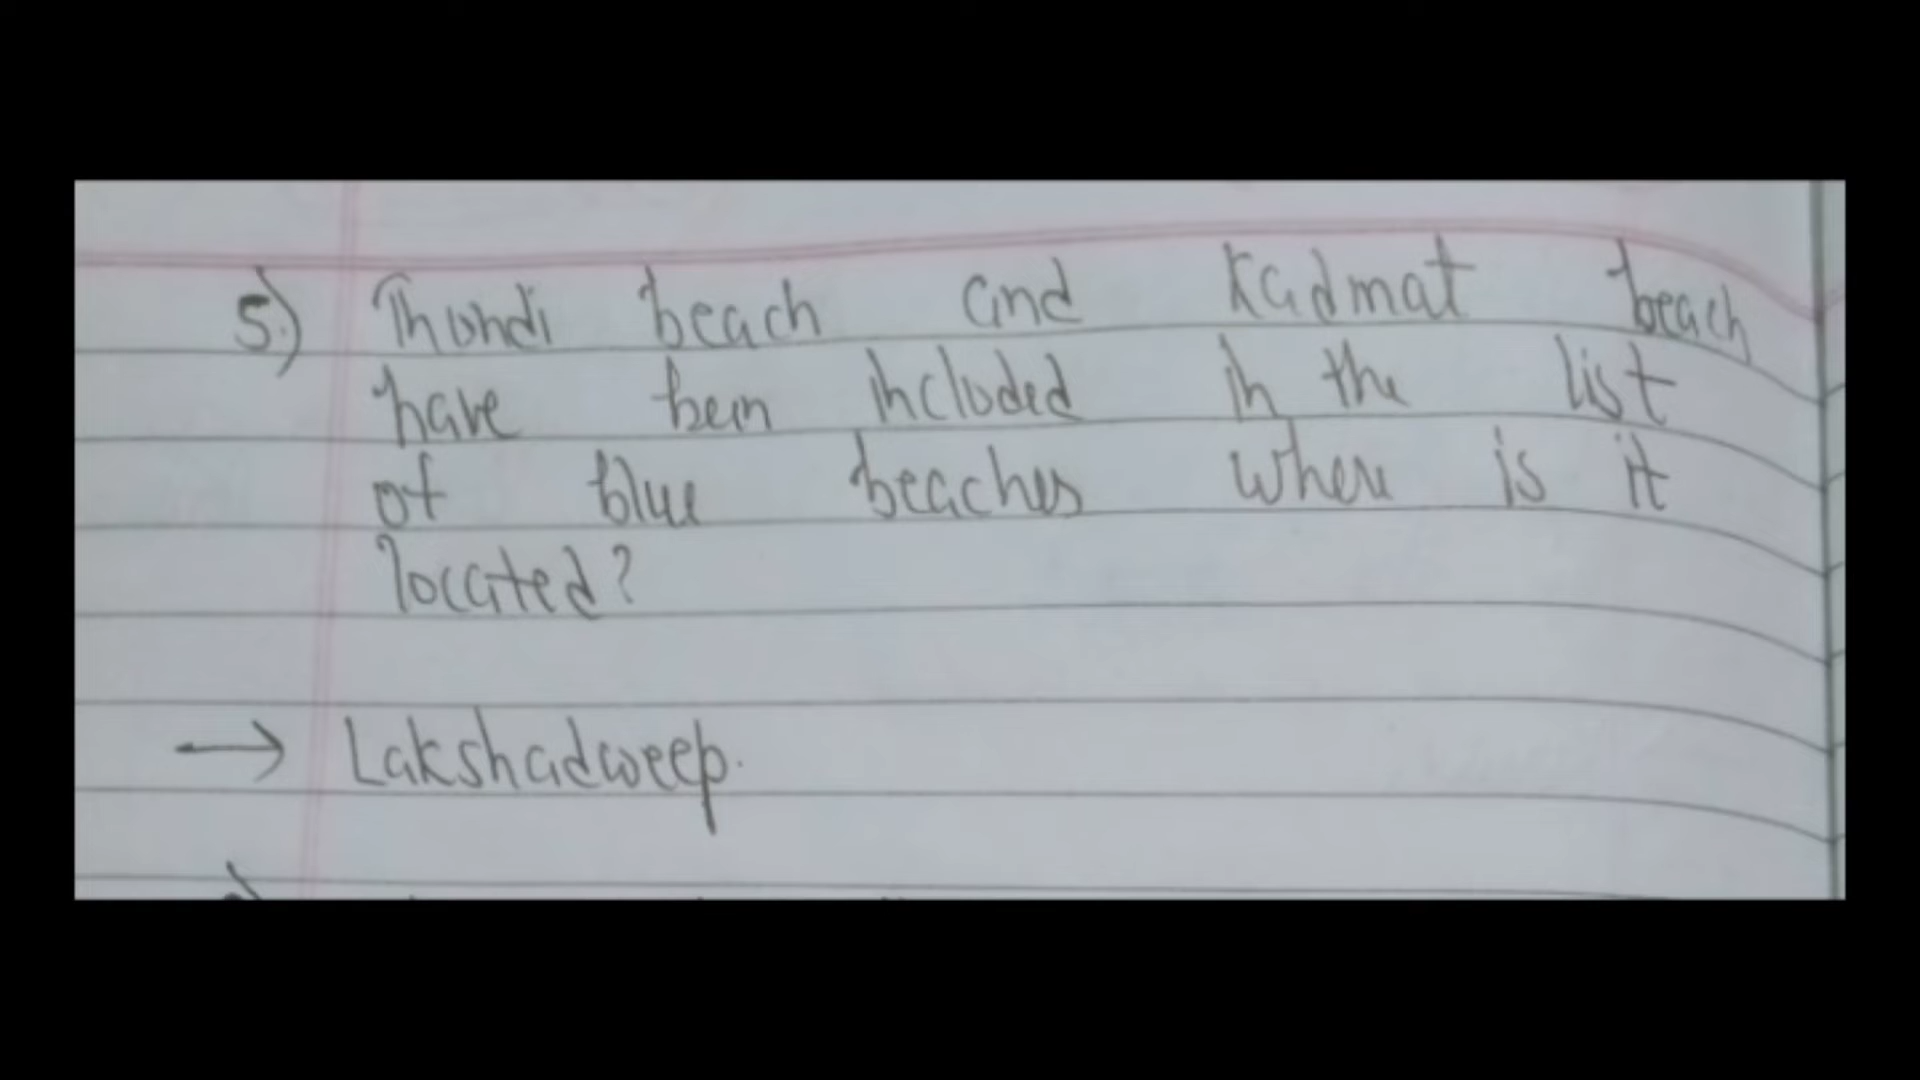 5.) Thundi beach and Kadmat beach
have been included in the list
of blue beaches where is it
located?
→ Lakshadweep.